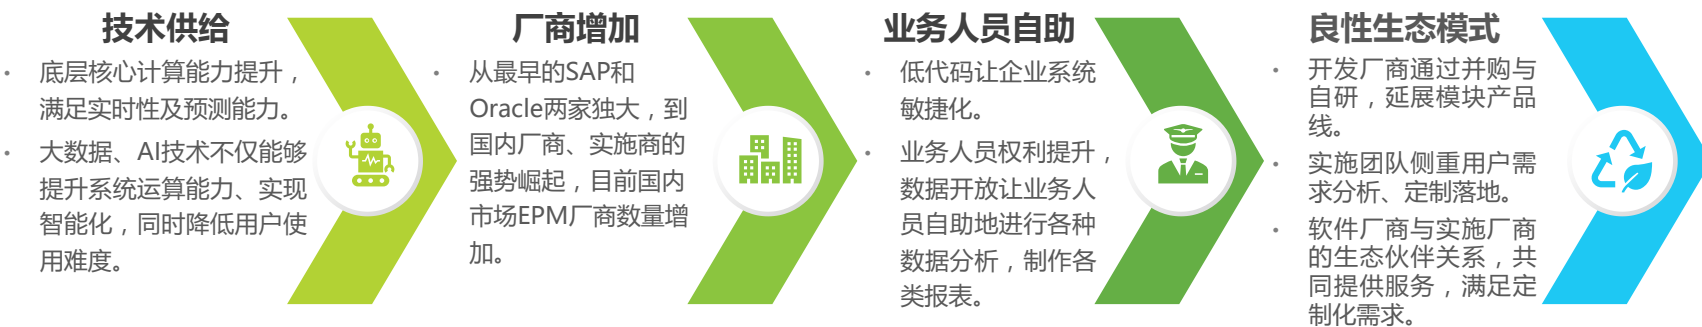 技术供给
• 底层核心计算能力提升，
满足实时性及预测能力。
• 大数据、AI技术不仅能够
提升系统运算能力、实现
智能化，同时降低用户使
用难度。
厂商增加
• 从最早的SAP和
Oracle两家独大，到
国内厂商、实施商的
强势崛起，目前国内
市场EPM厂商数量增
加。
业务人员自助
• 低代码让企业系统
敏捷化。
• 业务人员权利提升，
数据开放让业务人
员自助地进行各种
数据分析，制作各
类报表。
良性生态模式
• 开发厂商通过并购与
自研，延展模块产品
线。
• 实施团队侧重用户需
求分析、定制落地。
• 软件厂商与实施厂商
的生态伙伴关系，共
同提供服务，满足定
制化需求。